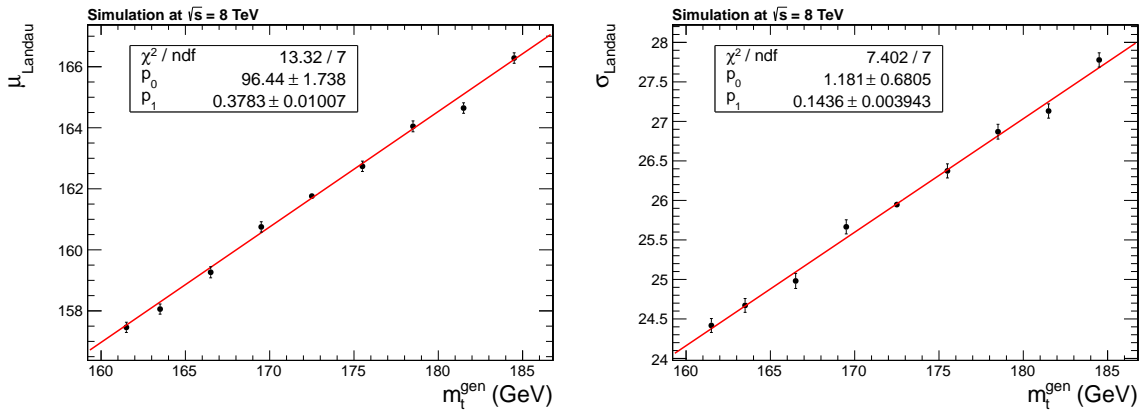 Simulation at √s = 8 TeV
μ_Landau
χ² / ndf 13.32 / 7
p₀ 96.44 ± 1.738
p₁ 0.3783 ± 0.01007
166
164
162
160
158
160 165 170 175 180 185
m_t^gen (GeV)
Simulation at √s = 8 TeV
σ_Landau
χ² / ndf 7.402 / 7
p₀ 1.181 ± 0.6805
p₁ 0.1436 ± 0.003943
28
27.5
27
26.5
26
25.5
25
24.5
24
160 165 170 175 180 185
m_t^gen (GeV)